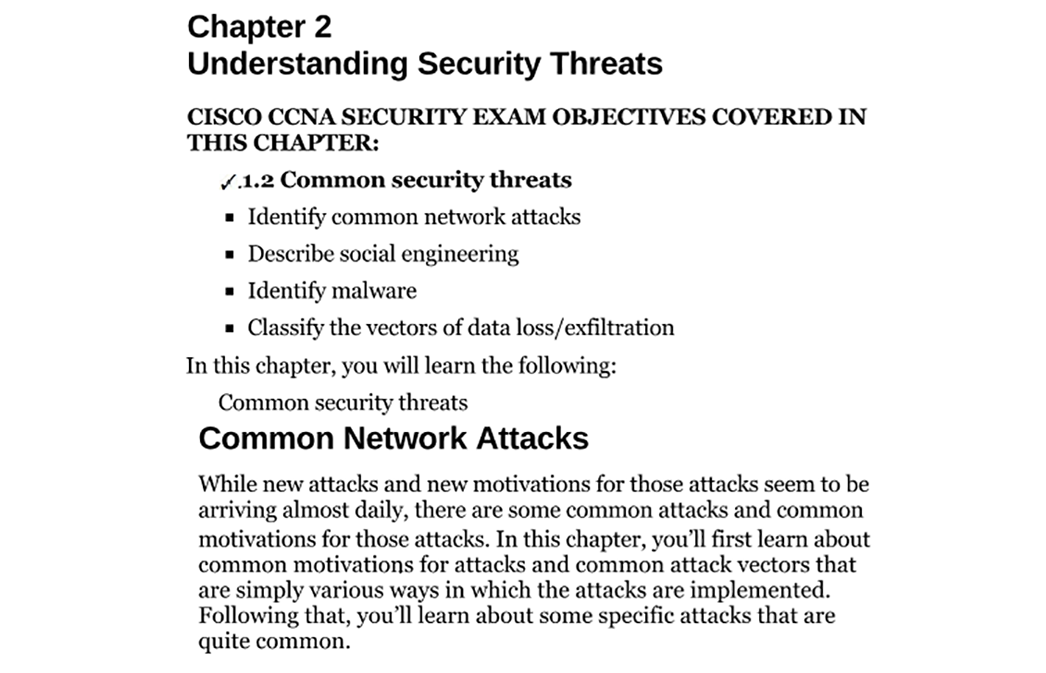 Chapter 2
Understanding Security Threats
CISCO CCNA SECURITY EXAM OBJECTIVES COVERED IN
THIS CHAPTER:
✓.1.2 Common security threats
▪ Identify common network attacks
▪ Describe social engineering
▪ Identify malware
▪ Classify the vectors of data loss/exfiltration
In this chapter, you will learn the following:
Common security threats
Common Network Attacks
While new attacks and new motivations for those attacks seem to be
arriving almost daily, there are some common attacks and common
motivations for those attacks. In this chapter, you’ll first learn about
common motivations for attacks and common attack vectors that
are simply various ways in which the attacks are implemented.
Following that, you’ll learn about some specific attacks that are
quite common.